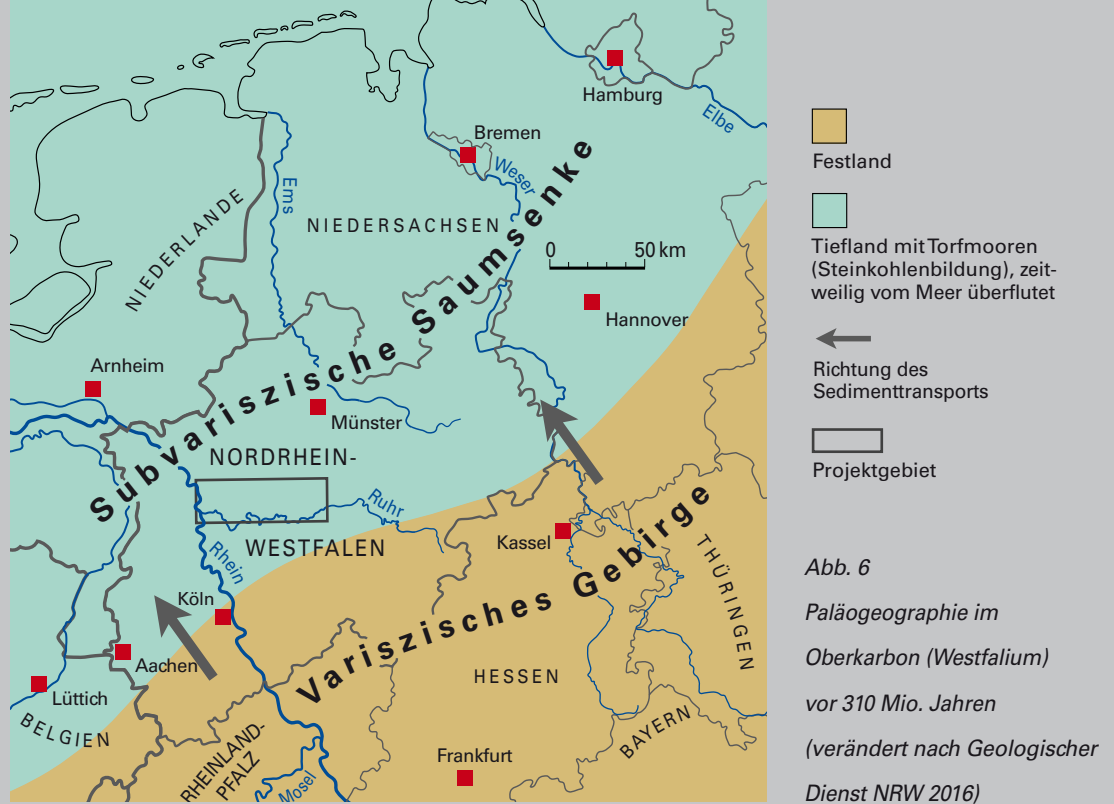 Hamburg
Elbe
Bremen
Weser
Ems
NIEDERLANDE
NIEDERSACHSEN
0 50 km
Hannover
Subvariszische Saumsenke
Arnheim
Münster
NORDRHEIN-
WESTFALEN
Ruhr
Rhein
Kassel
Köln
Aachen
Lüttich
BELGIEN
Variszisches Gebirge
THÜRINGEN
HESSEN
BAYERN
RHEINLAND-
PFALZ
Mosel
Frankfurt
Festland
Tiefland mit Torfmooren
(Steinkohlenbildung), zeit-
weilig vom Meer überflutet
Richtung des
Sedimenttransports
Projektgebiet
Abb. 6
Paläogeographie im
Oberkarbon (Westfalium)
vor 310 Mio. Jahren
(verändert nach Geologischer
Dienst NRW 2016)